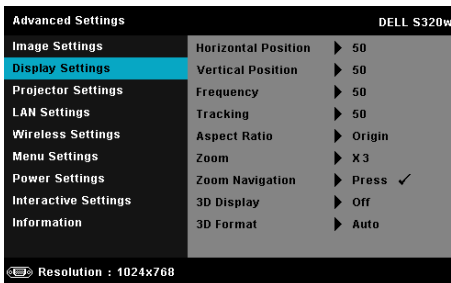 Advanced Settings DELL S320w
Image Settings Horizontal Position 50
Display Settings Vertical Position 50
Projector Settings Frequency 50
LAN Settings Tracking 50
Wireless Settings Aspect Ratio Origin
Menu Settings Zoom X3
Power Settings Zoom Navigation Press ✓
Interactive Settings 3D Display Off
Information 3D Format Auto
Resolution : 1024x768